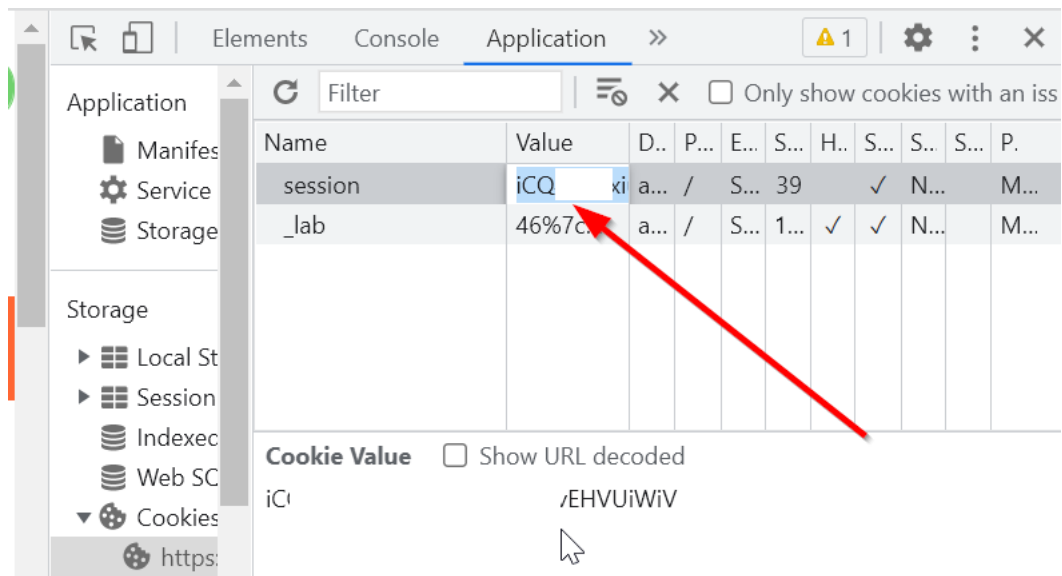 Elements Console Application » 1
Application
Filter Only show cookies with an iss
Manifes
Service
Storage
Name Value D.. P... E... S... H.. S... S... S... P.
session iCQ xi a... / S... 39 ✓ N... M...
_lab 46%7c. a... / S... 1... ✓ ✓ N... M...
Storage
Local St
Session
Indexed
Web SC
Cookies
https:
Cookie Value Show URL decoded
iC EHVUiWiV